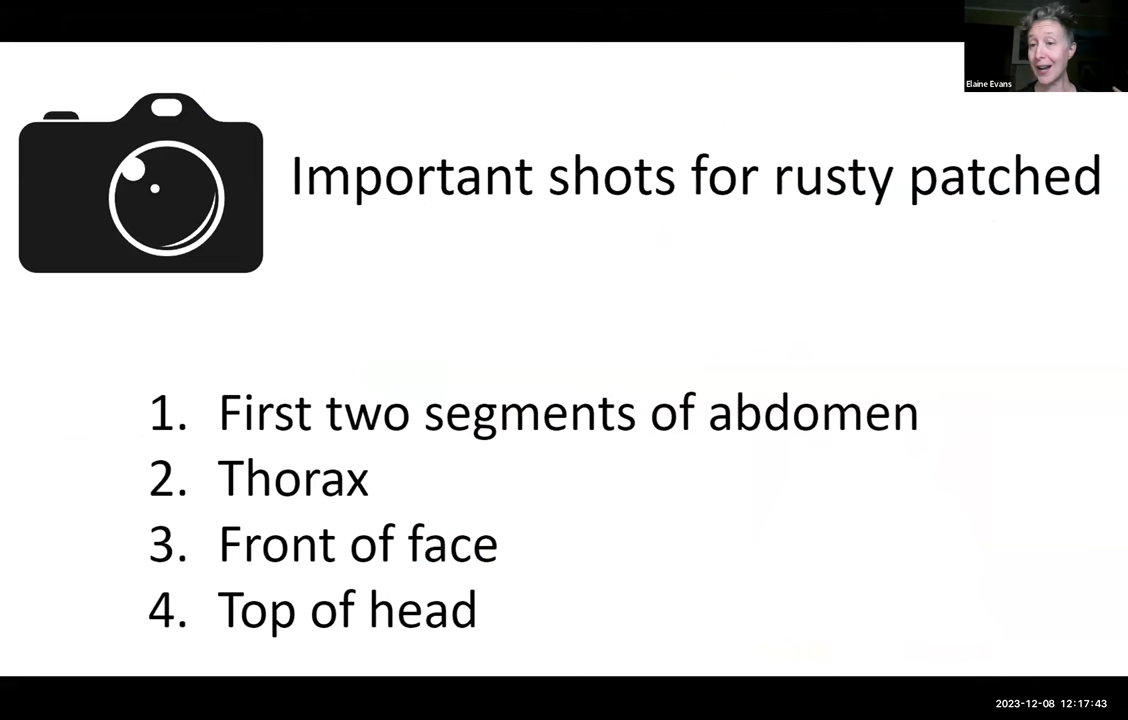 Elaine Evans
Important shots for rusty patched
1. First two segments of abdomen
2. Thorax
3. Front of face
4. Top of head
2023-12-08 12:17:43